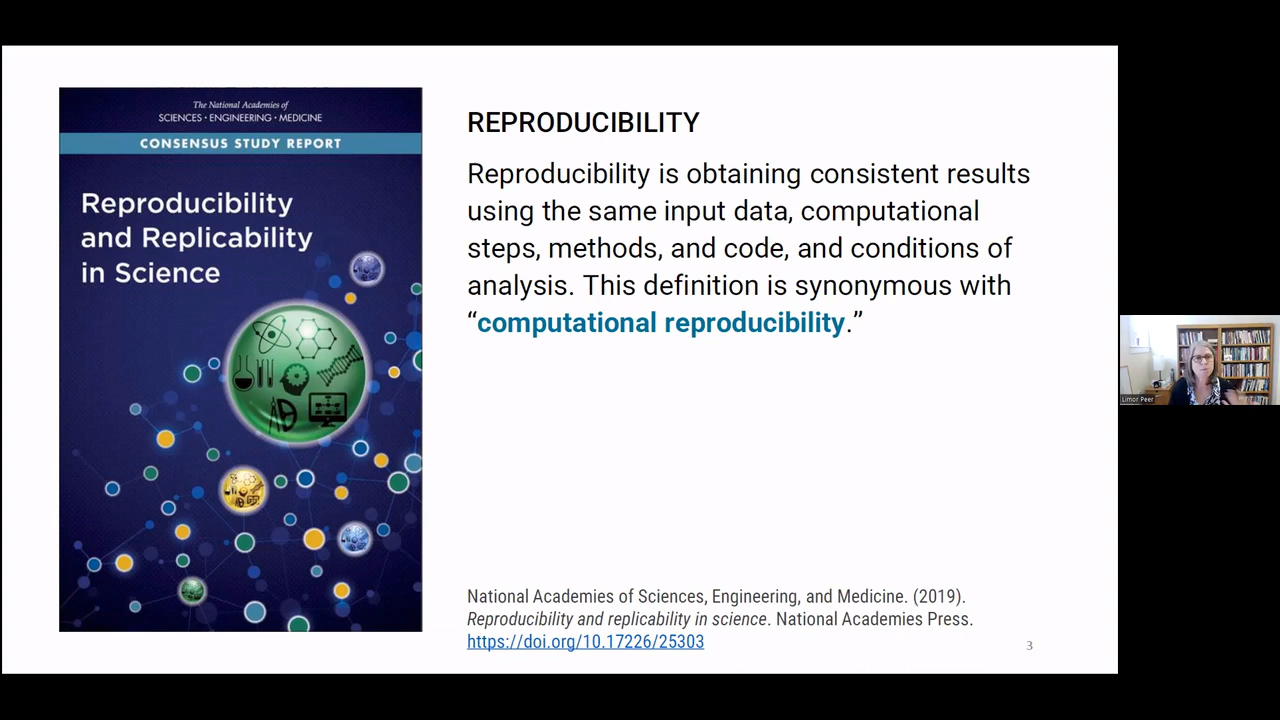 The National Academies of
SCIENCES • ENGINEERING • MEDICINE
CONSENSUS STUDY REPORT
Reproducibility
and Replicability
in Science
REPRODUCIBILITY
Reproducibility is obtaining consistent results
using the same input data, computational
steps, methods, and code, and conditions of
analysis. This definition is synonymous with
“computational reproducibility.”
National Academies of Sciences, Engineering, and Medicine. (2019).
Reproducibility and replicability in science. National Academies Press.
https://doi.org/10.17226/25303
3
Limor Peer